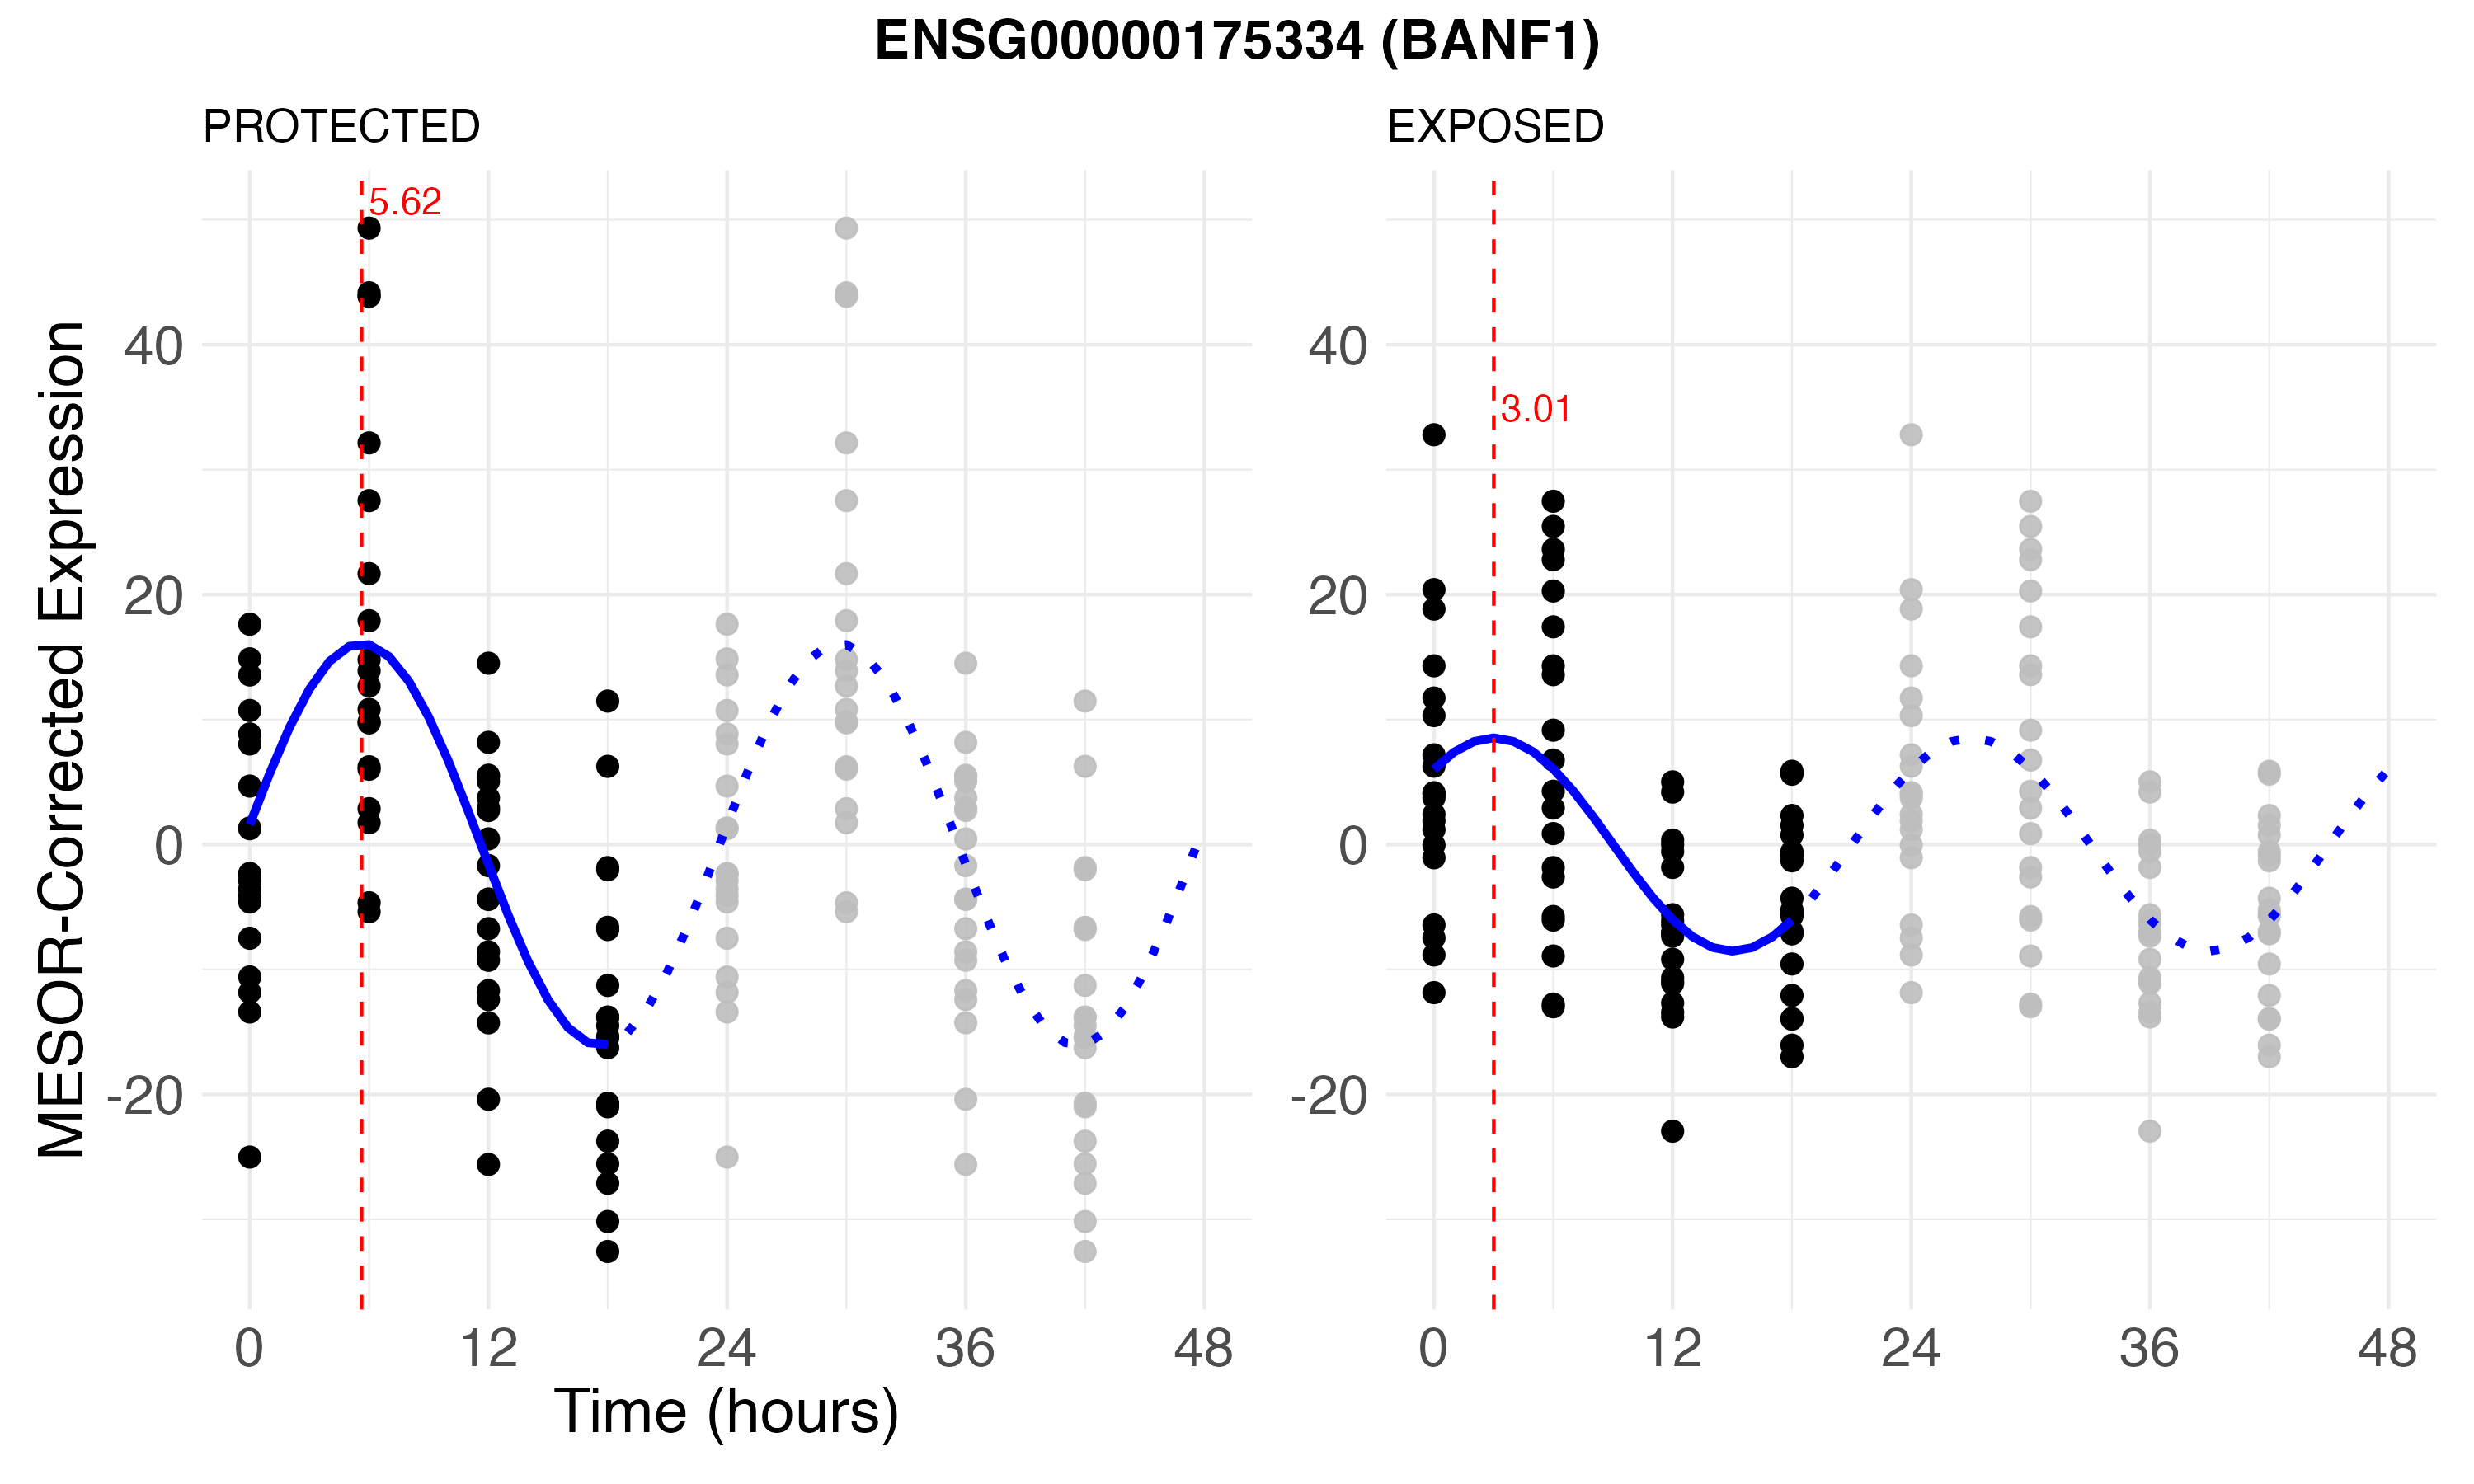 ENSG00000175334 (BANF1)
PROTECTED
EXPOSED
MESOR-Corrected Expression
5.62
40
20
0
-20
0 12 24 36 48
Time (hours)
3.01
40
20
0
-20
0 12 24 36 48